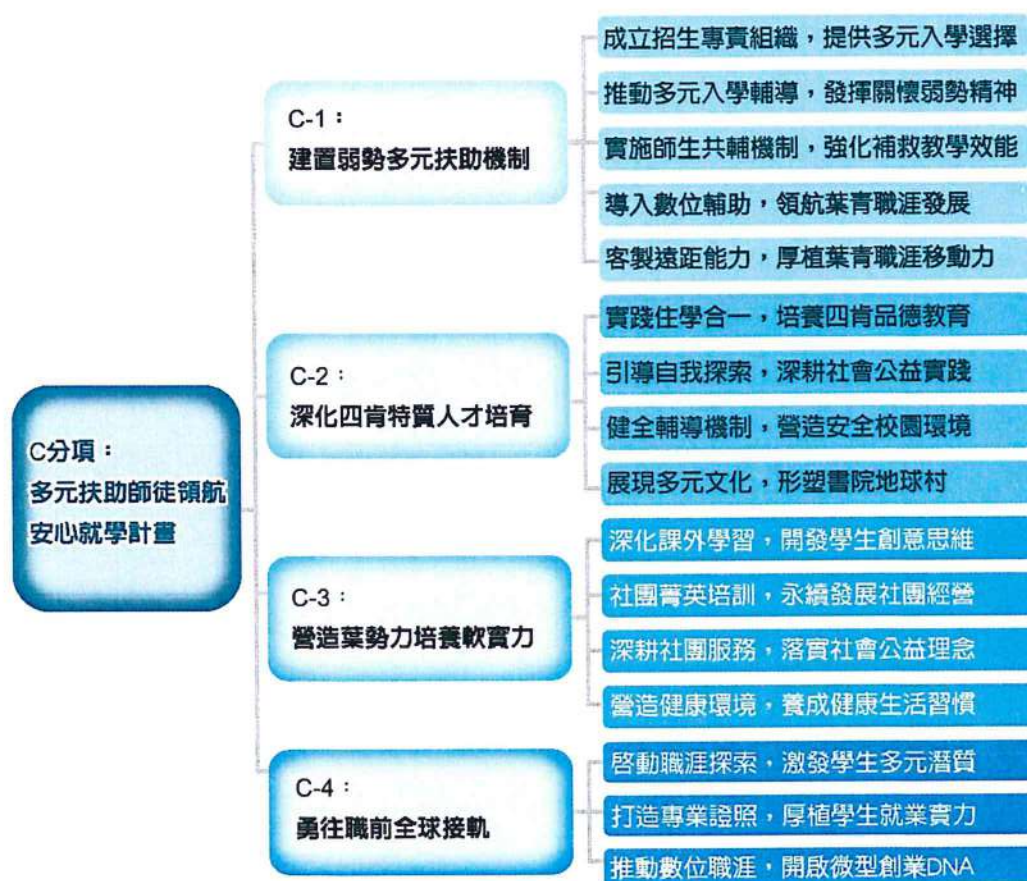 C分項：
多元扶助師徒領航
安心就學計畫
C-1：
建置弱勢多元扶助機制
成立招生專責組織，提供多元入學選擇
推動多元入學輔導，發揮關懷弱勢精神
實施師生共輔機制，強化補救教學效能
導入數位輔助，領航葉青職涯發展
客製遠距能力，厚植葉青職涯移動力
C-2：
深化四肯特質人才培育
實踐住學合一，培養四肯品德教育
引導自我探索，深耕社會公益實踐
健全輔導機制，營造安全校園環境
展現多元文化，形塑書院地球村
C-3：
營造葉勢力培養軟實力
深化課外學習，開發學生創意思維
社團菁英培訓，永續發展社團經營
深耕社團服務，落實社會公益理念
營造健康環境，養成健康生活習慣
C-4：
勇往職前全球接軌
啓動職涯探索，激發學生多元潛質
打造專業證照，厚植學生就業實力
推動數位職涯，開啟微型創業DNA